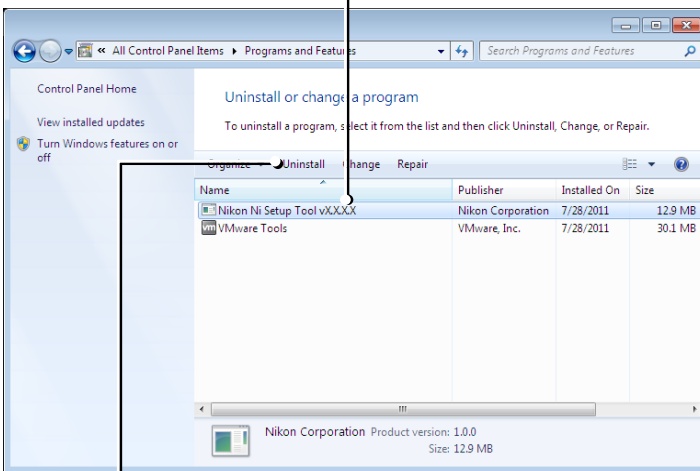 « All Control Panel Items ▸ Programs and Features
Search Programs and Features
Control Panel Home
View installed updates
Turn Windows features on or
off
Uninstall or change a program
To uninstall a program, select it from the list and then click Uninstall, Change, or Repair.
Organize Uninstall Change Repair
Name Publisher Installed On Size
Nikon Ni Setup Tool vX.X.X.X Nikon Corporation 7/28/2011 12.9 MB
vm VMware Tools VMware, Inc. 7/28/2011 30.1 MB
Nikon Corporation Product version: 1.0.0
Size: 12.9 MB